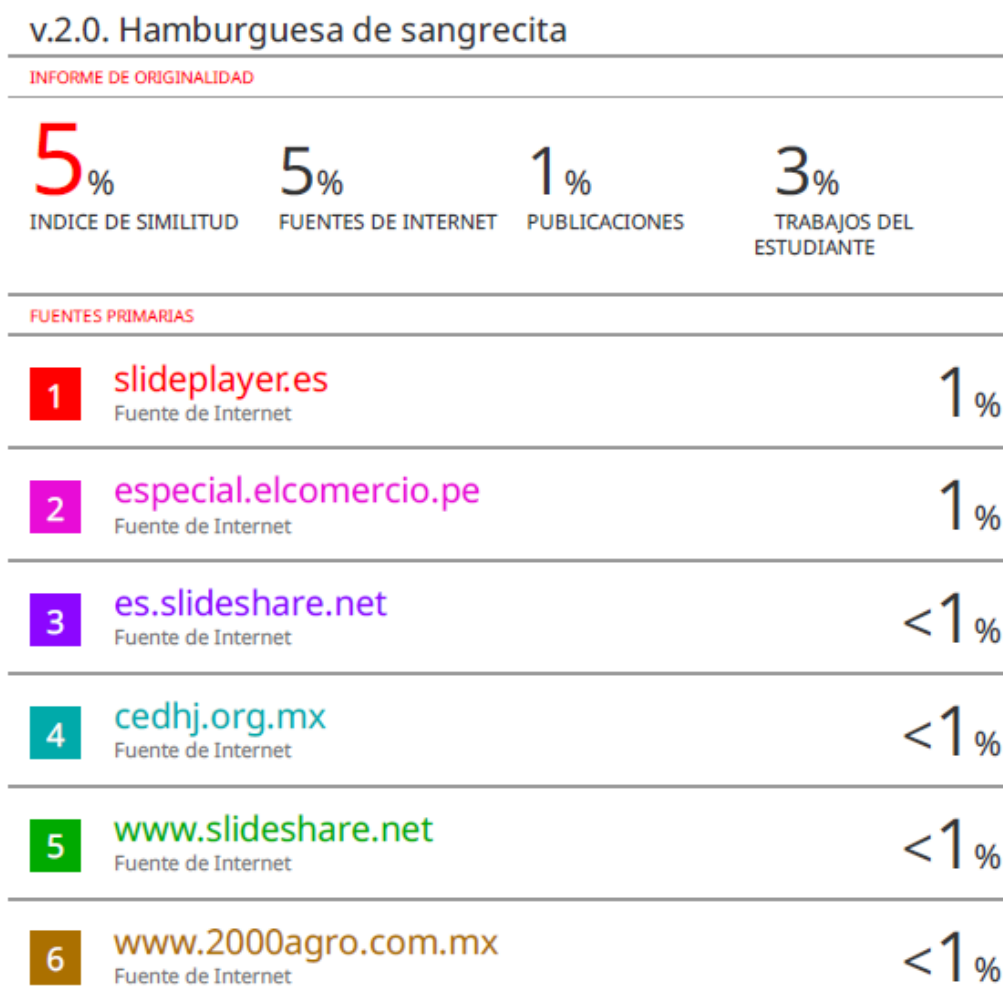 v.2.0. Hamburguesa de sangrecita
INFORME DE ORIGINALIDAD
5% 5% 1% 3%
INDICE DE SIMILITUD FUENTES DE INTERNET PUBLICACIONES TRABAJOS DEL
ESTUDIANTE
FUENTES PRIMARIAS
1 slideplayer.es 1%
Fuente de Internet
2 especial.elcomercio.pe 1%
Fuente de Internet
3 es.slideshare.net <1%
Fuente de Internet
4 cedhj.org.mx <1%
Fuente de Internet
5 www.slideshare.net <1%
Fuente de Internet
6 www.2000agro.com.mx <1%
Fuente de Internet